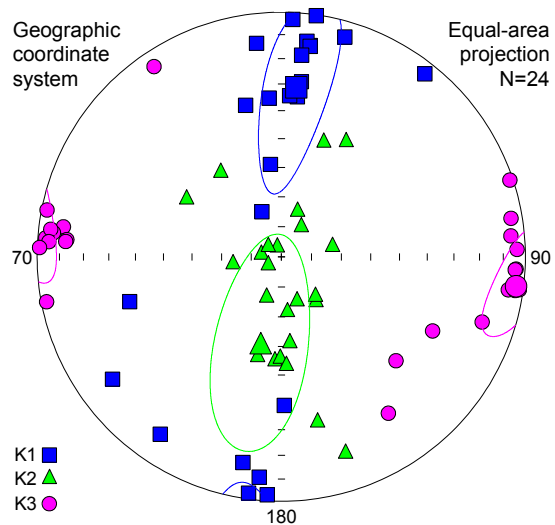 Geographic
coordinate
system
Equal-area
projection
N=24
70
90
K1
K2
K3
180